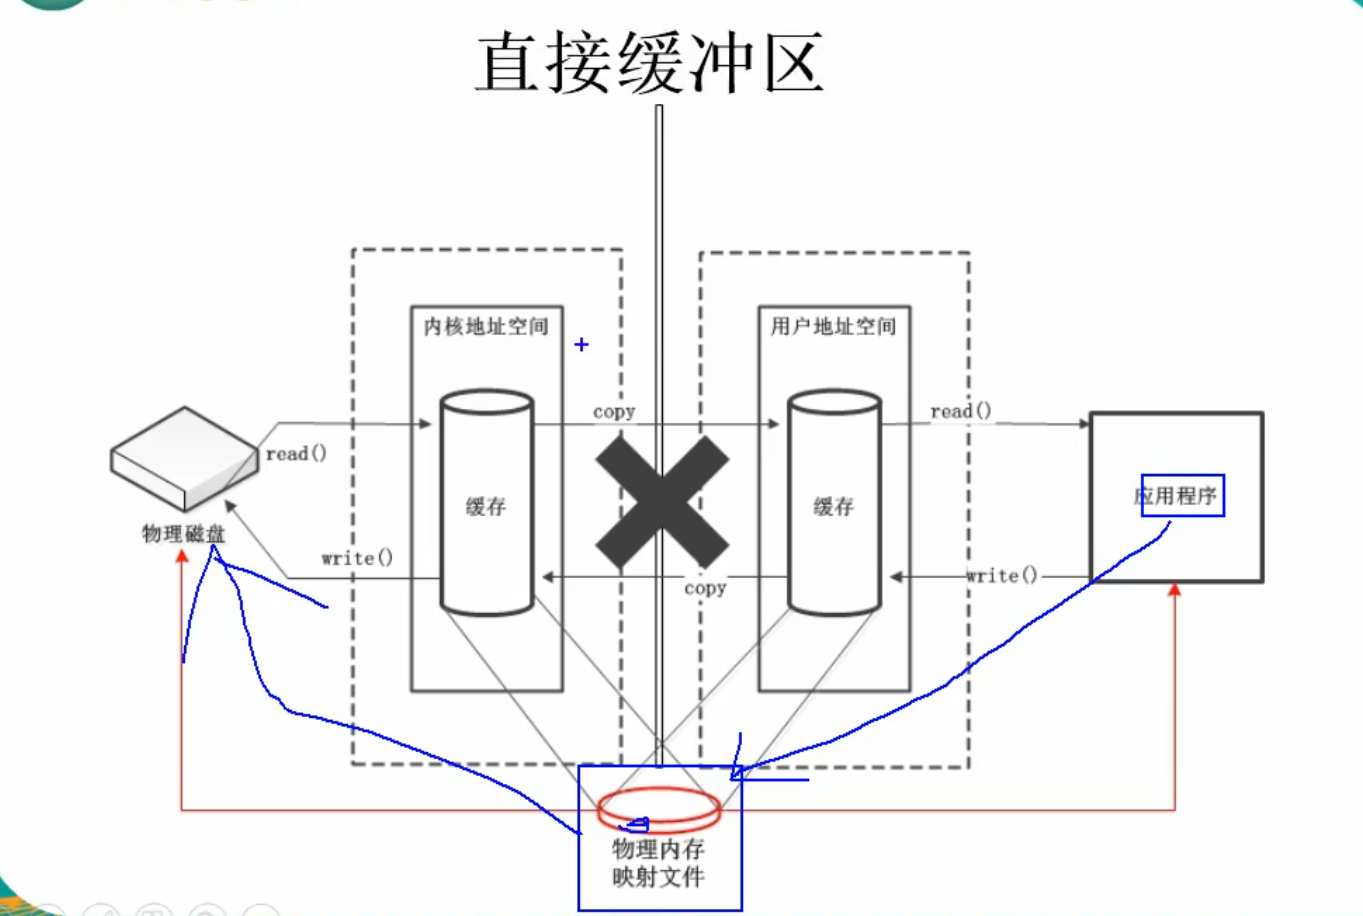 直接缓冲区
内核地址空间
用户地址空间
copy
read()
read()
缓存
缓存
应用程序
物理磁盘
write()
copy
write()
物理内存
映射文件